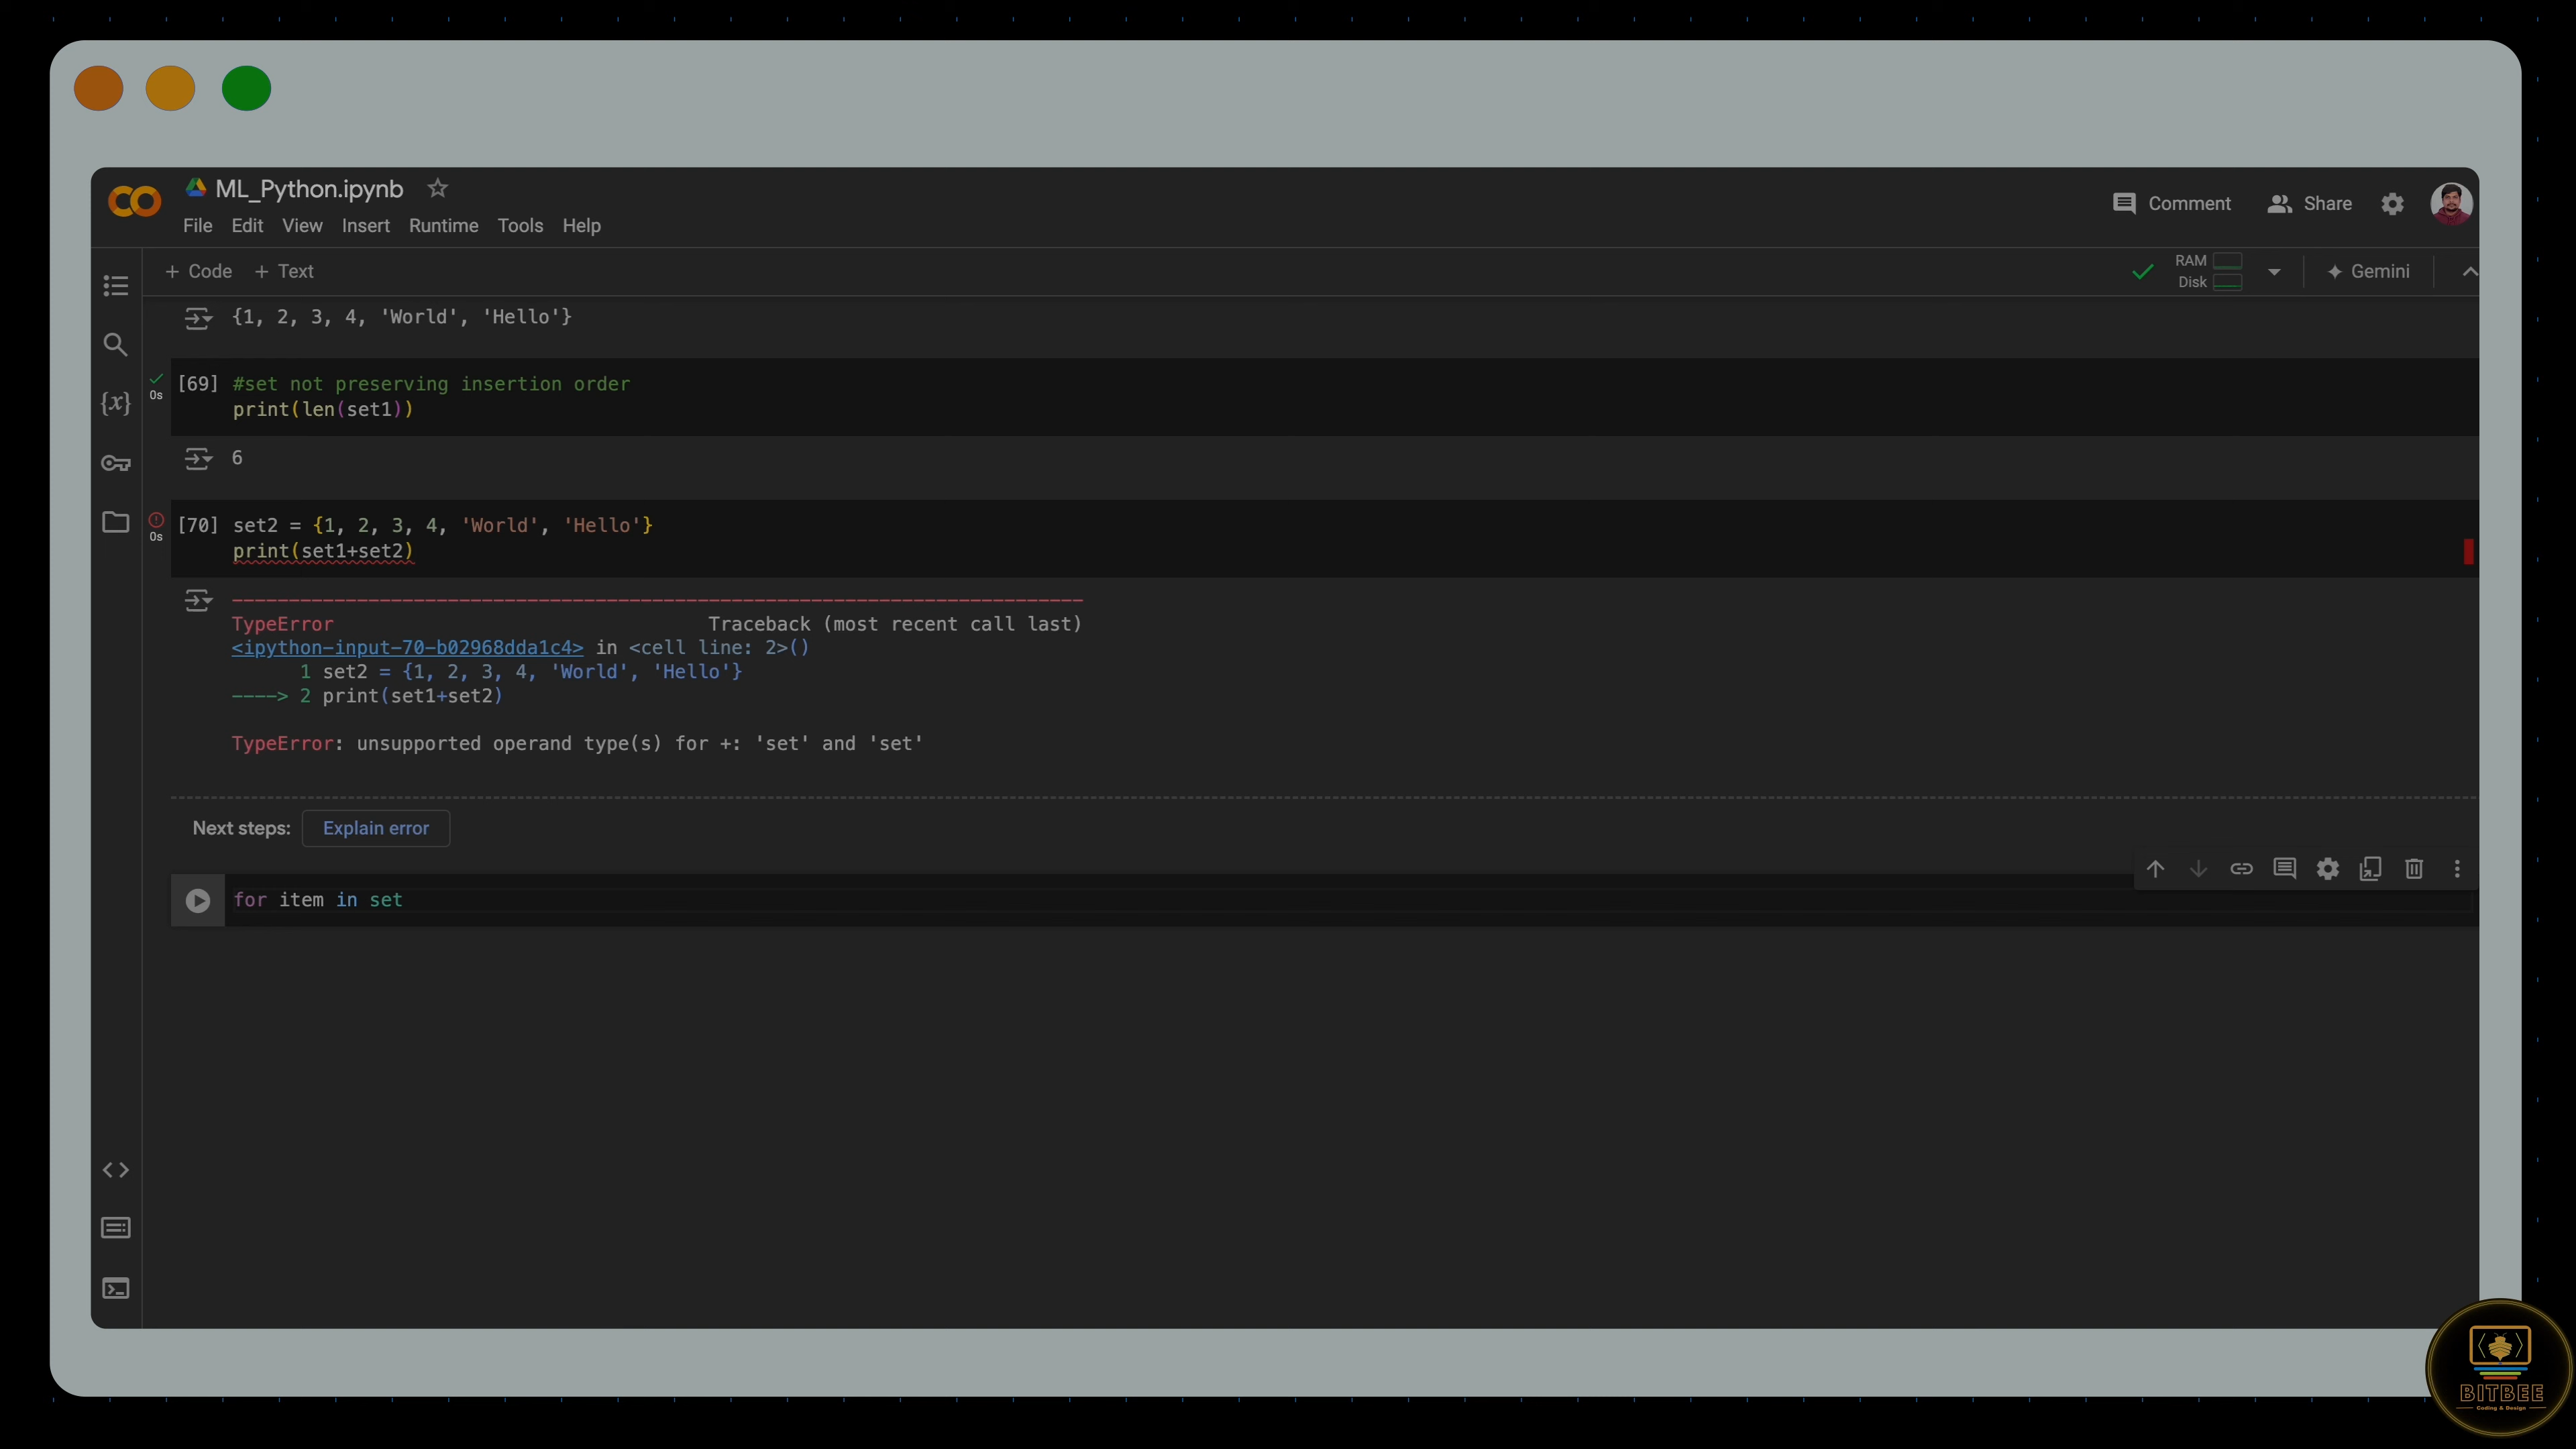 ML_Python.ipynb
File Edit View Insert Runtime Tools Help
Comment Share
+ Code + Text
RAM
Disk
Gemini
{1, 2, 3, 4, 'World', 'Hello'}
[69] #set not preserving insertion order
0s
print(len(set1))
6
[70] set2 = {1, 2, 3, 4, 'World', 'Hello'}
0s
print(set1+set2)
---------------------------------------------------------------------------
TypeError Traceback (most recent call last)
<ipython-input-70-b02968dda1c4> in <cell line: 2>()
1 set2 = {1, 2, 3, 4, 'World', 'Hello'}
----> 2 print(set1+set2)
TypeError: unsupported operand type(s) for +: 'set' and 'set'
Next steps: Explain error
for item in set
BITBEE
Coding & Design